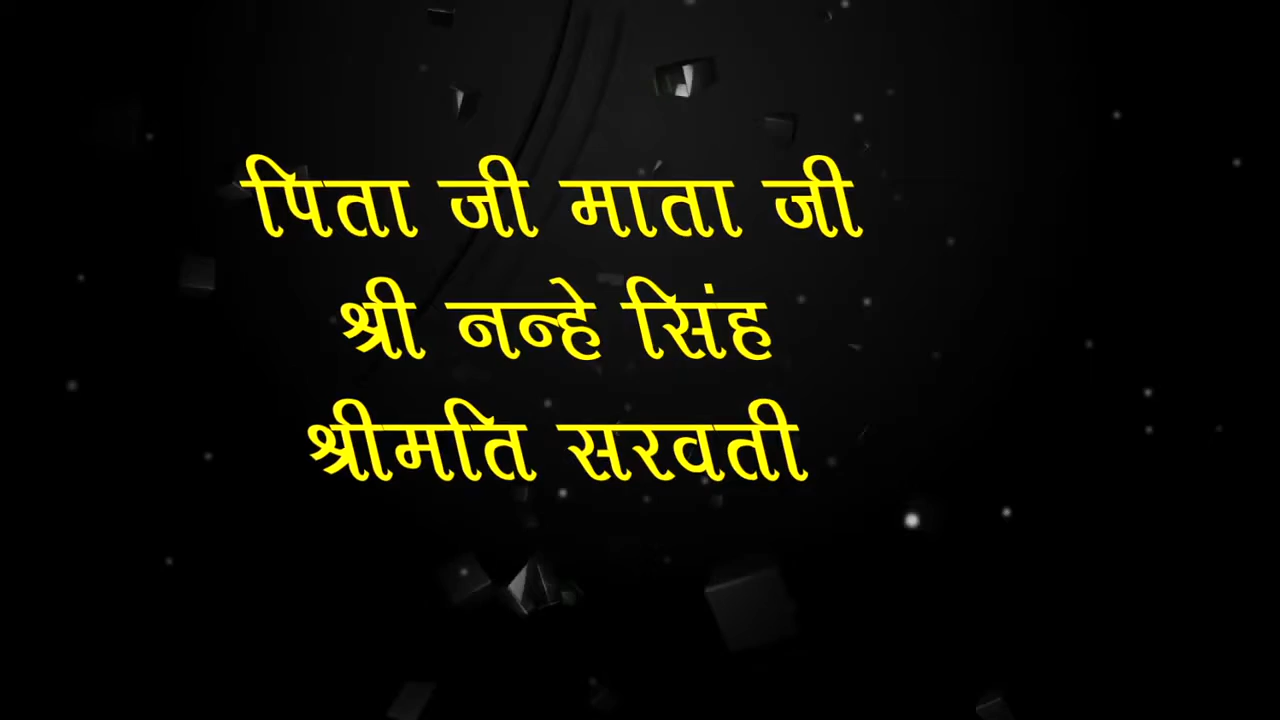 पिता जी माता जी
श्री नन्हे सिंह
श्रीमति सरवती